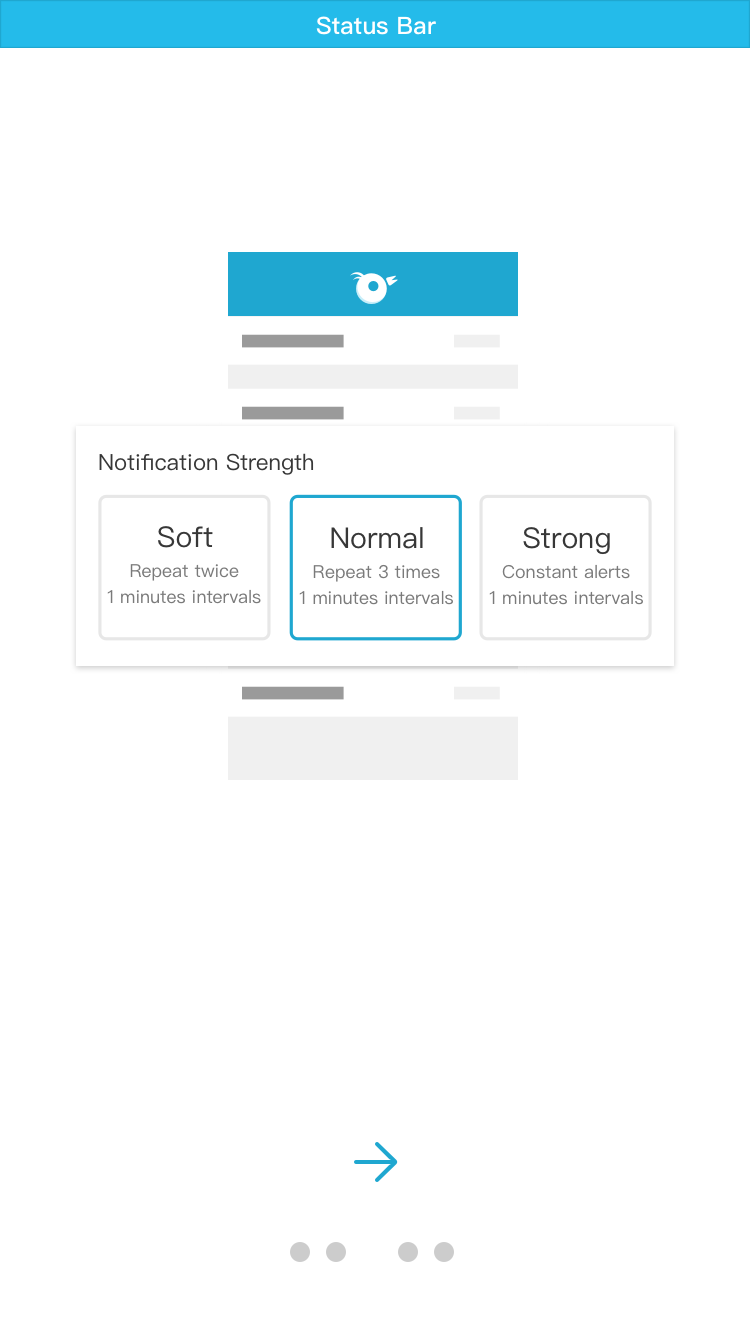 Status Bar
Notification Strength
Soft
Repeat twice
1 minutes intervals
Normal
Repeat 3 times
1 minutes intervals
Strong
Constant alerts
1 minutes intervals